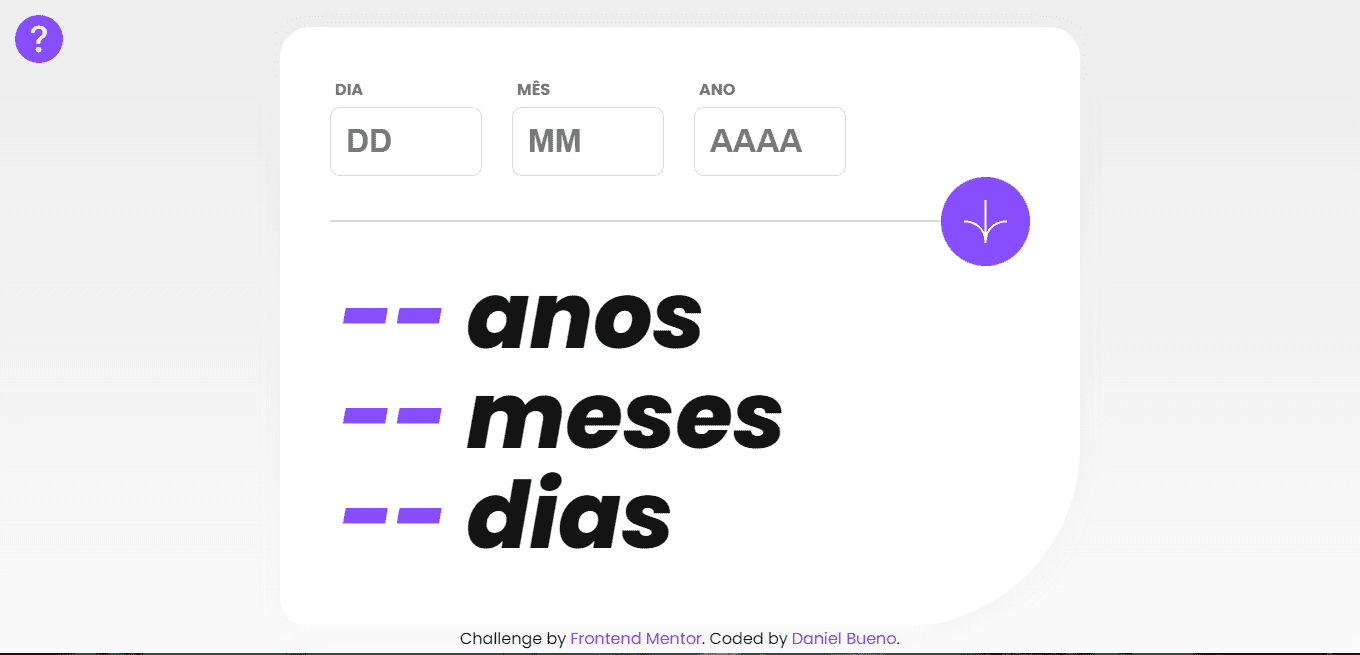 ?
DIA MÊS ANO
DD MM AAAA
-- anos
-- meses
-- dias
Challenge by Frontend Mentor. Coded by Daniel Bueno.